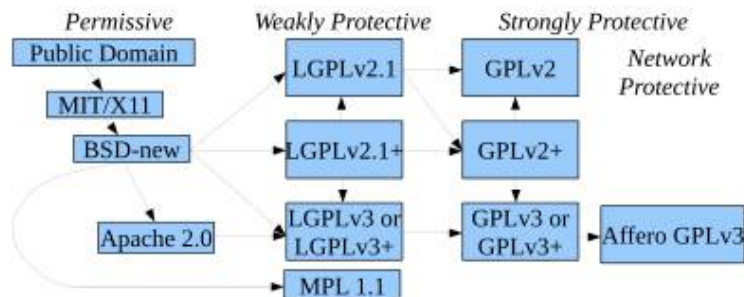 Permissive
Weakly Protective
Strongly Protective
Public Domain
LGPLv2.1
GPLv2
Network
Protective
MIT/X11
BSD-new
LGPLv2.1+
GPLv2+
Apache 2.0
LGPLv3 or
LGPLv3+
GPLv3 or
GPLv3+
Affero GPLv3
MPL 1.1